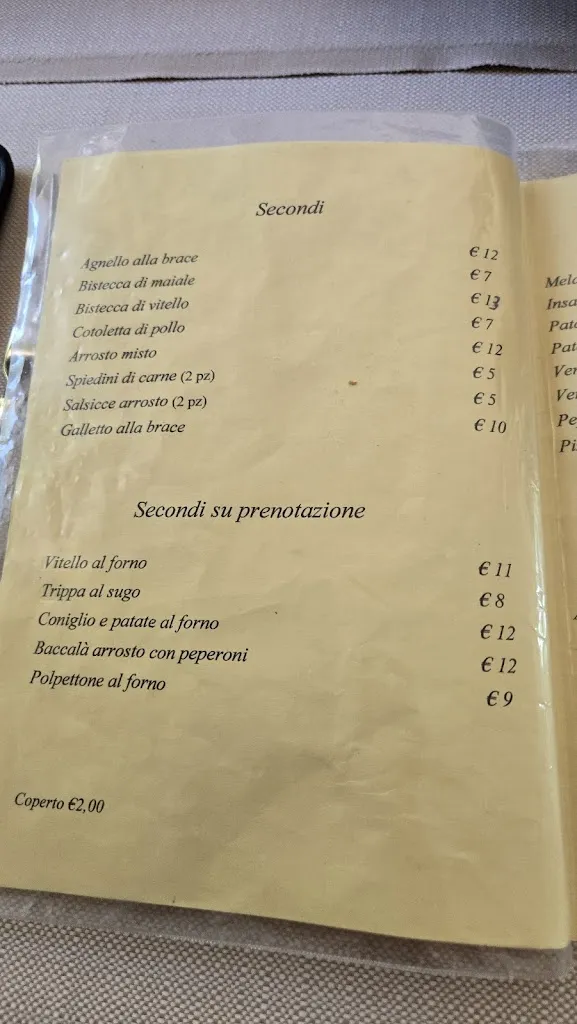 Secondi
Agnello alla brace € 12
Bistecca di maiale € 7
Bistecca di vitello € 13
Cotoletta di pollo € 7
Arrosto misto € 12
Spiedini di carne (2 pz) € 5
Salsicce arrosto (2 pz) € 5
Galletto alla brace € 10
Secondi su prenotazione
Vitello al forno € 11
Trippa al sugo € 8
Coniglio e patate al forno € 12
Baccalà arrosto con peperoni € 12
Polpettone al forno € 9
Coperto €2,00